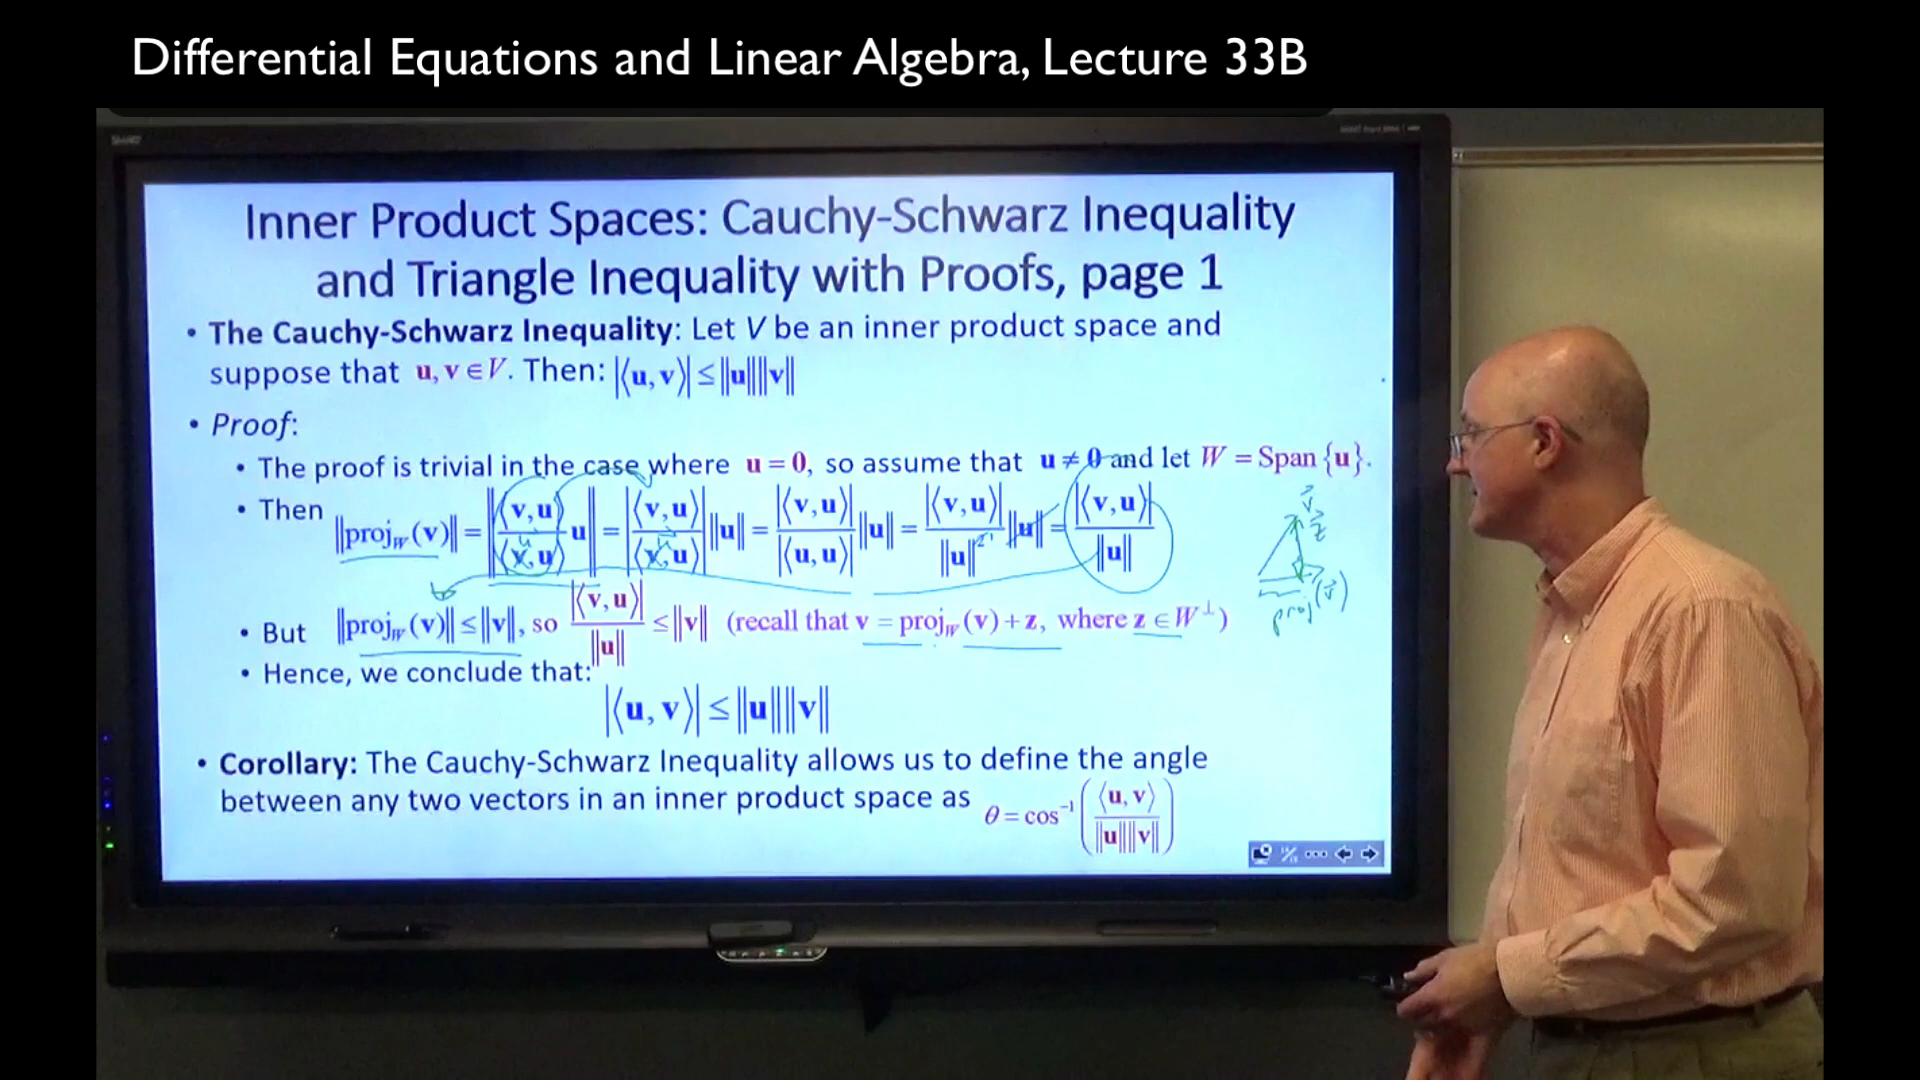 Differential Equations and Linear Algebra, Lecture 33B
SMART
Inner Product Spaces: Cauchy-Schwarz Inequality
and Triangle Inequality with Proofs, page 1
• The Cauchy-Schwarz Inequality: Let V be an inner product space and
suppose that u, v ∈ V. Then: |⟨u, v⟩| ≤ ‖u‖‖v‖
• Proof:
• The proof is trivial in the case where u = 0, so assume that u ≠ 0 and let W = Span {u}.
• Then ‖proj_W (v)‖ = ‖ ⟨v, u⟩ / ⟨v, u⟩ u ‖ = | ⟨v, u⟩ / ⟨v, u⟩ | ‖u‖ = |⟨v, u⟩| / |⟨u, u⟩| ‖u‖ = |⟨v, u⟩| / ‖u‖² ‖u‖ = |⟨v, u⟩| / ‖u‖
u u 1
v z
proj (v)
• But ‖proj_W (v)‖ ≤ ‖v‖, so |⟨v, u⟩| / ‖u‖ ≤ ‖v‖ (recall that v = proj_W (v) + z, where z ∈ W^⊥)
• Hence, we conclude that:
|⟨u, v⟩| ≤ ‖u‖‖v‖
• Corollary: The Cauchy-Schwarz Inequality allows us to define the angle
between any two vectors in an inner product space as θ = cos⁻¹ ( ⟨u, v⟩ / ‖u‖‖v‖ )